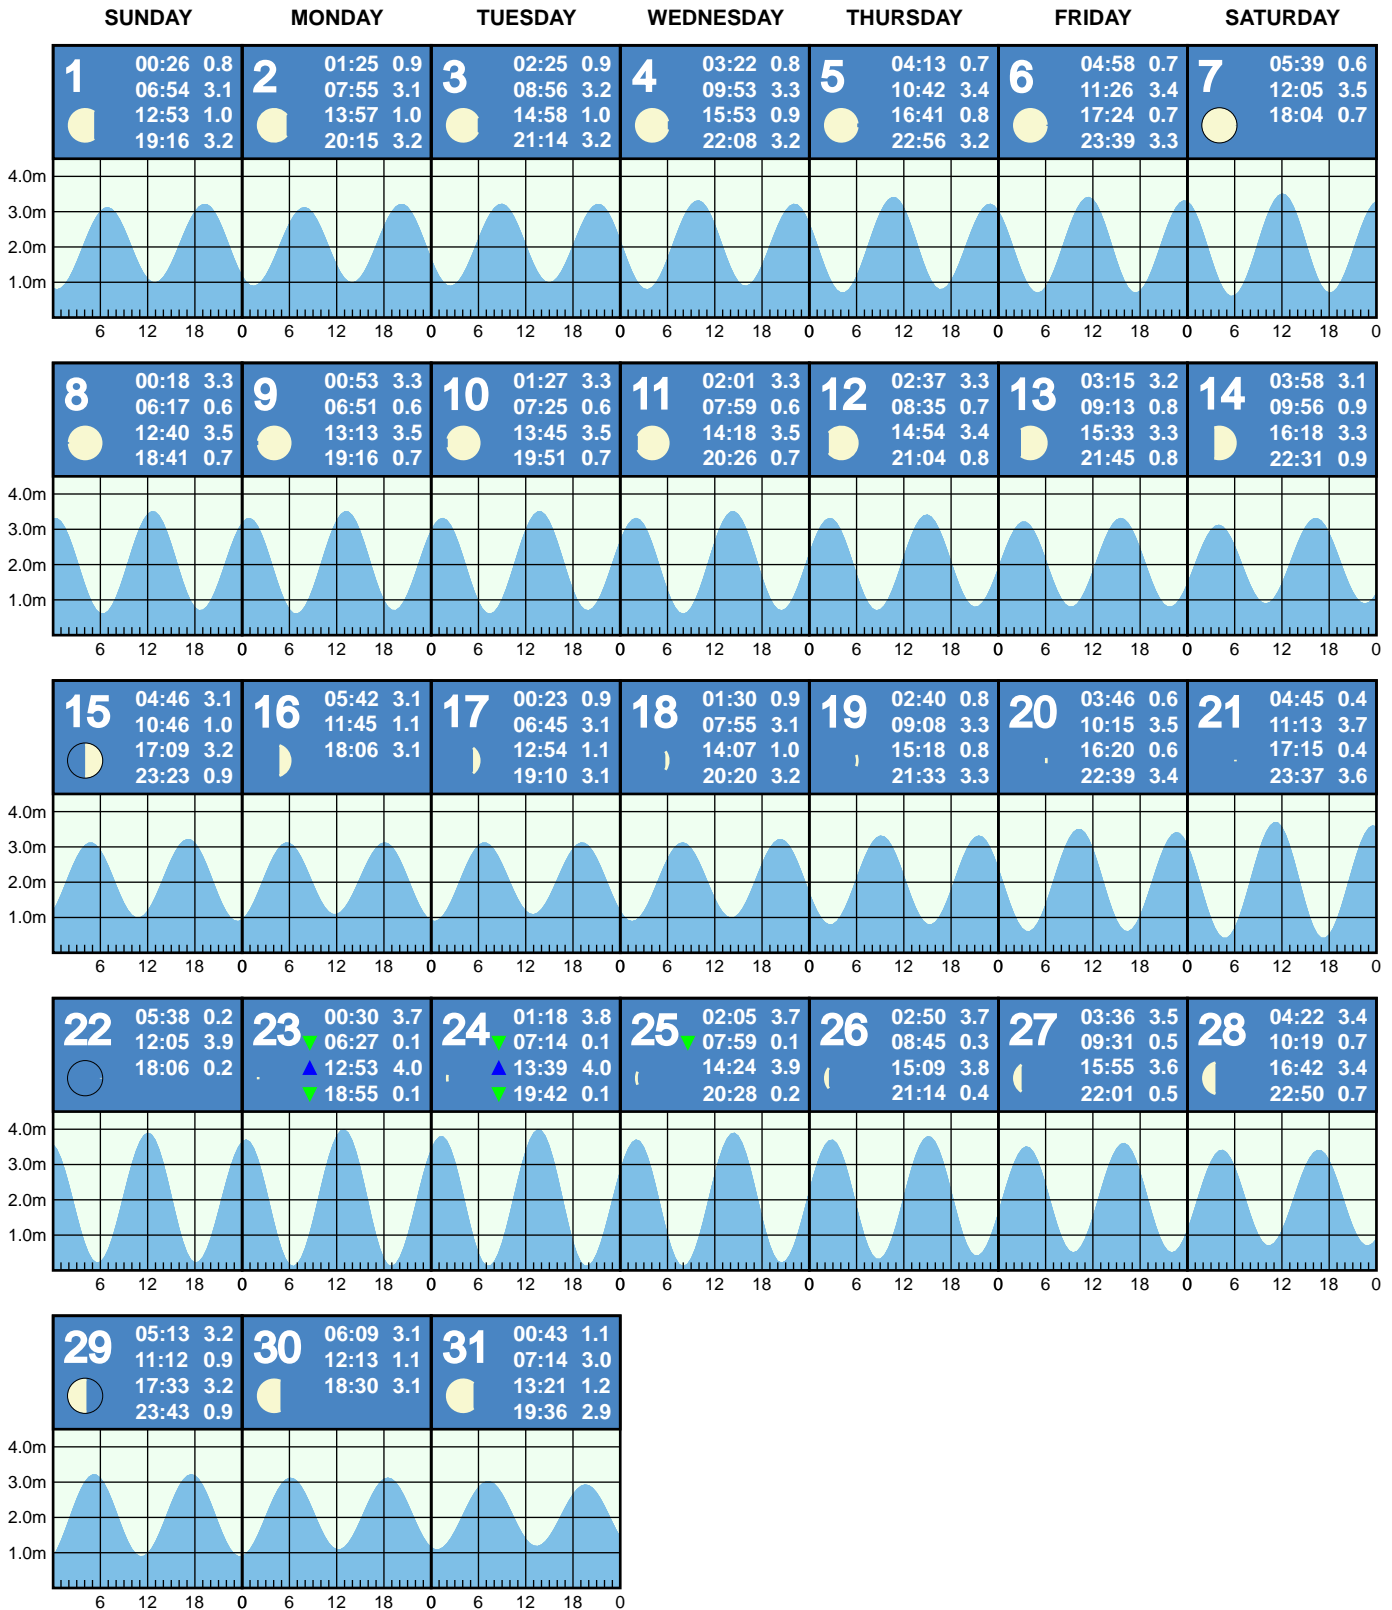 SUNDAY MONDAY TUESDAY WEDNESDAY THURSDAY FRIDAY SATURDAY
1 00:26 0.8
06:54 3.1
12:53 1.0
19:16 3.2
2 01:25 0.9
07:55 3.1
13:57 1.0
20:15 3.2
3 02:25 0.9
08:56 3.2
14:58 1.0
21:14 3.2
4 03:22 0.8
09:53 3.3
15:53 0.9
22:08 3.2
5 04:13 0.7
10:42 3.4
16:41 0.8
22:56 3.2
6 04:58 0.7
11:26 3.4
17:24 0.7
23:39 3.3
7 05:39 0.6
12:05 3.5
18:04 0.7
4.0m
3.0m
2.0m
1.0m
6 12 18 0 6 12 18 0 6 12 18 0 6 12 18 0 6 12 18 0 6 12 18 0 6 12 18 0
8 00:18 3.3
06:17 0.6
12:40 3.5
18:41 0.7
9 00:53 3.3
06:51 0.6
13:13 3.5
19:16 0.7
10 01:27 3.3
07:25 0.6
13:45 3.5
19:51 0.7
11 02:01 3.3
07:59 0.6
14:18 3.5
20:26 0.7
12 02:37 3.3
08:35 0.7
14:54 3.4
21:04 0.8
13 03:15 3.2
09:13 0.8
15:33 3.3
21:45 0.8
14 03:58 3.1
09:56 0.9
16:18 3.3
22:31 0.9
4.0m
3.0m
2.0m
1.0m
6 12 18 0 6 12 18 0 6 12 18 0 6 12 18 0 6 12 18 0 6 12 18 0 6 12 18 0
15 04:46 3.1
10:46 1.0
17:09 3.2
23:23 0.9
16 05:42 3.1
11:45 1.1
18:06 3.1
17 00:23 0.9
06:45 3.1
12:54 1.1
19:10 3.1
18 01:30 0.9
07:55 3.1
14:07 1.0
20:20 3.2
19 02:40 0.8
09:08 3.3
15:18 0.8
21:33 3.3
20 03:46 0.6
10:15 3.5
16:20 0.6
22:39 3.4
21 04:45 0.4
11:13 3.7
17:15 0.4
23:37 3.6
4.0m
3.0m
2.0m
1.0m
6 12 18 0 6 12 18 0 6 12 18 0 6 12 18 0 6 12 18 0 6 12 18 0 6 12 18 0
22 05:38 0.2
12:05 3.9
18:06 0.2
23 00:30 3.7
06:27 0.1
12:53 4.0
18:55 0.1
24 01:18 3.8
07:14 0.1
13:39 4.0
19:42 0.1
25 02:05 3.7
07:59 0.1
14:24 3.9
20:28 0.2
26 02:50 3.7
08:45 0.3
15:09 3.8
21:14 0.4
27 03:36 3.5
09:31 0.5
15:55 3.6
22:01 0.5
28 04:22 3.4
10:19 0.7
16:42 3.4
22:50 0.7
4.0m
3.0m
2.0m
1.0m
6 12 18 0 6 12 18 0 6 12 18 0 6 12 18 0 6 12 18 0 6 12 18 0 6 12 18 0
29 05:13 3.2
11:12 0.9
17:33 3.2
23:43 0.9
30 06:09 3.1
12:13 1.1
18:30 3.1
31 00:43 1.1
07:14 3.0
13:21 1.2
19:36 2.9
4.0m
3.0m
2.0m
1.0m
6 12 18 0 6 12 18 0 6 12 18 0